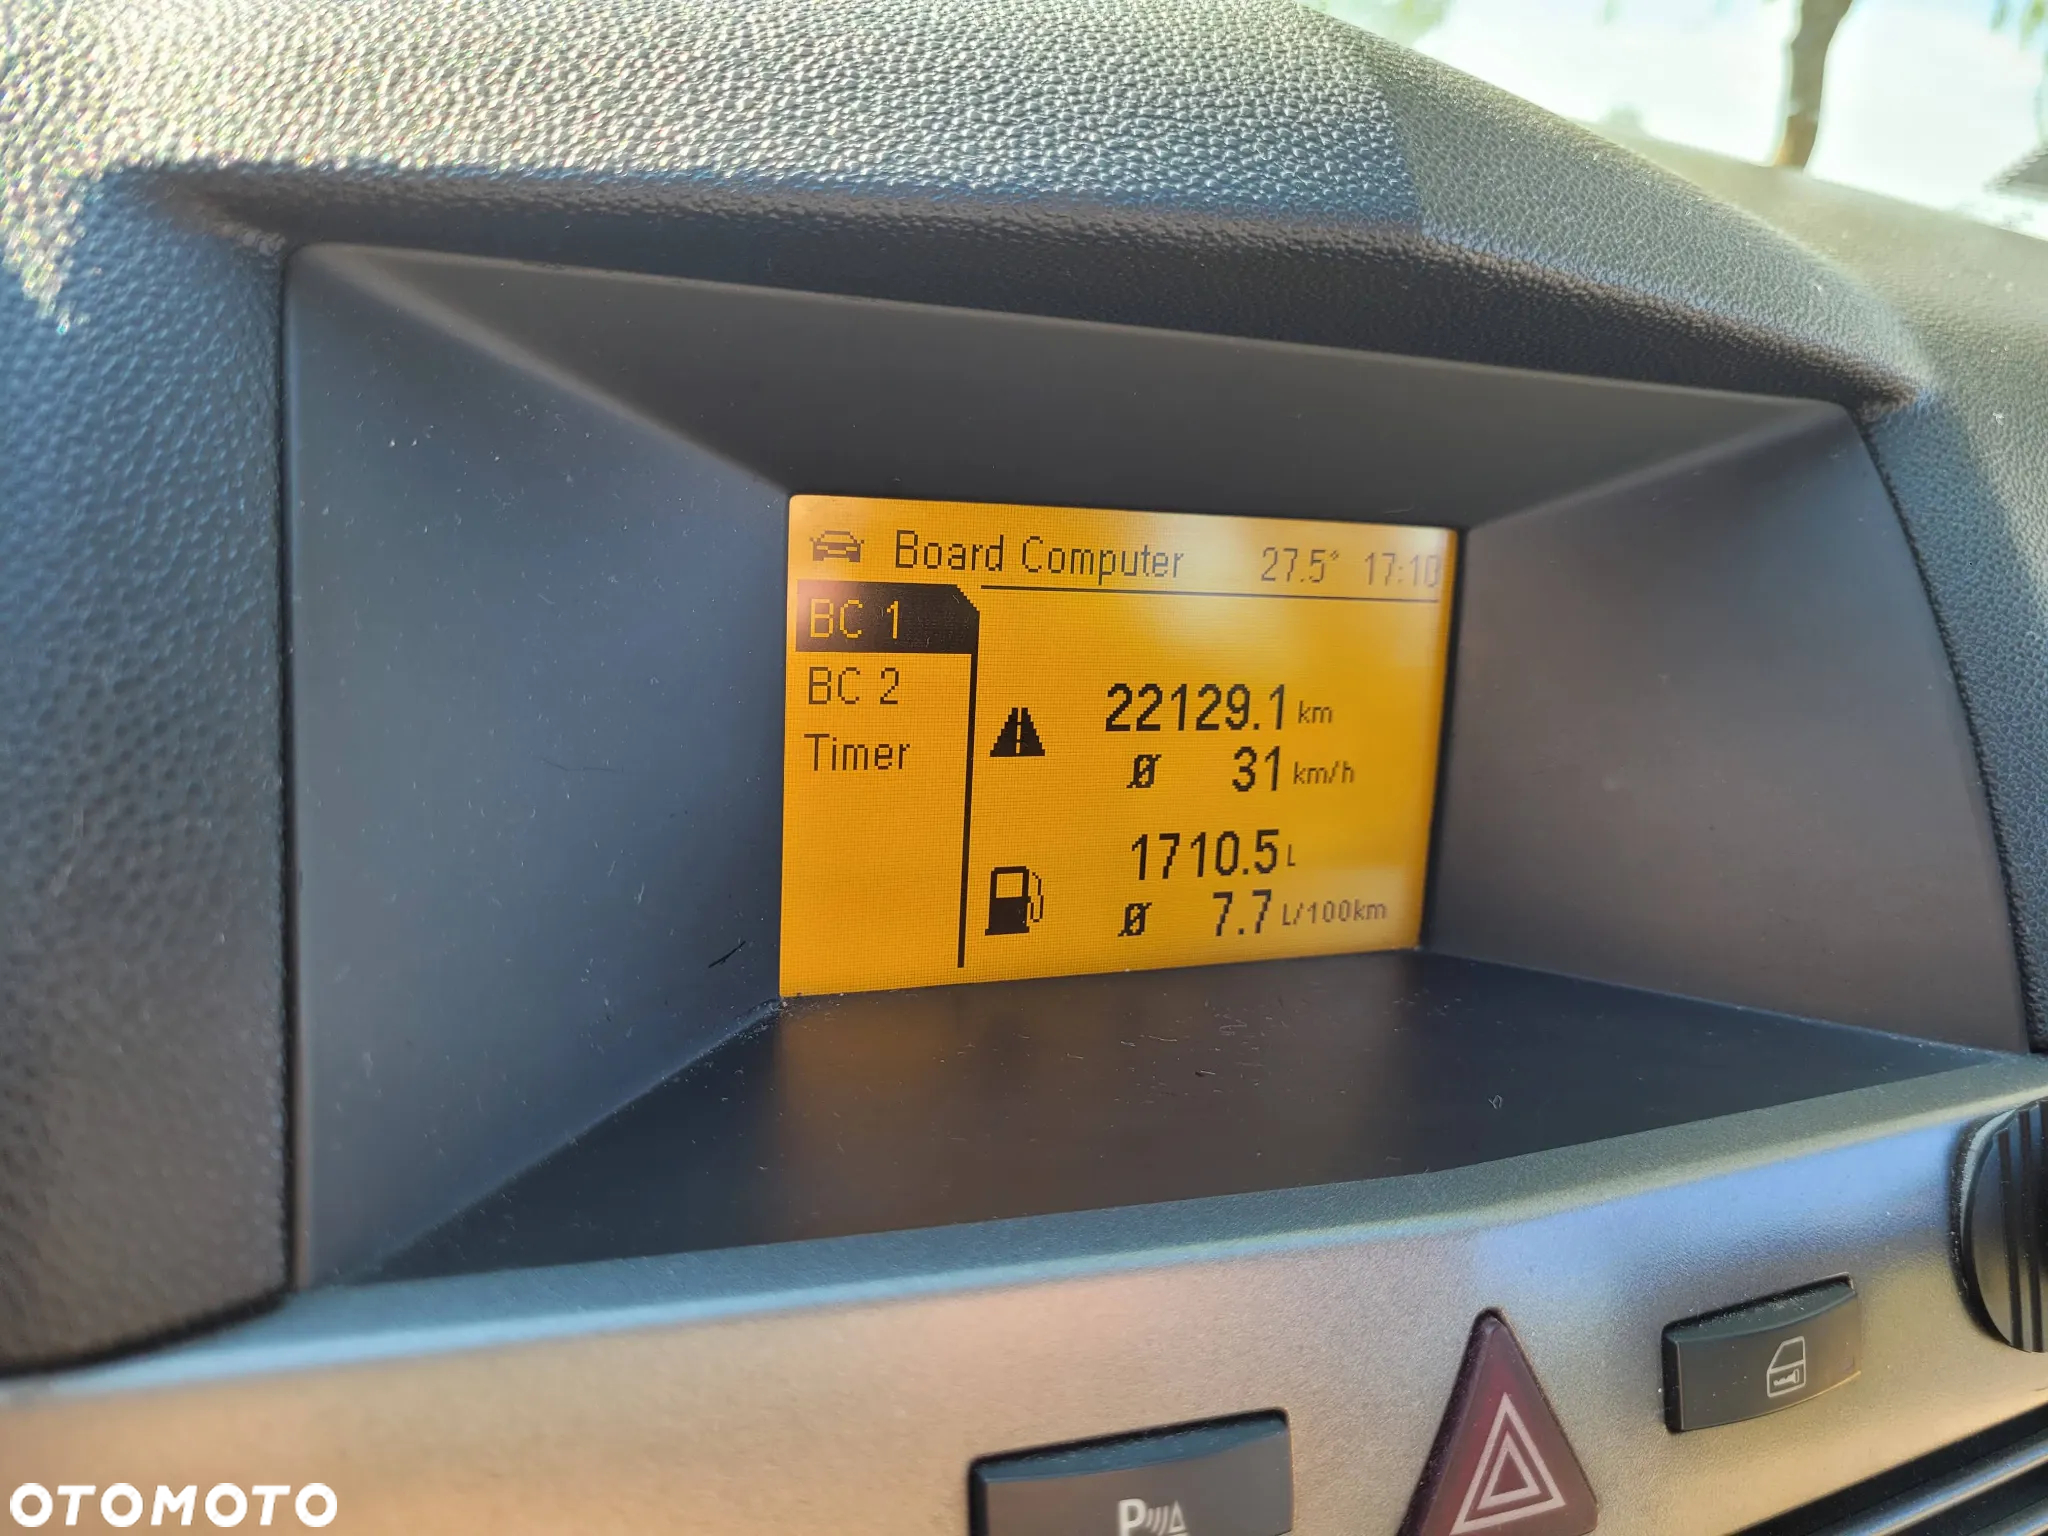 Board Computer 27.5° 17:10
BC 1
BC 2
Timer
22129.1 km
Ø 31 km/h
1710.5 L
Ø 7.7 L/100km
P
OTOMOTO